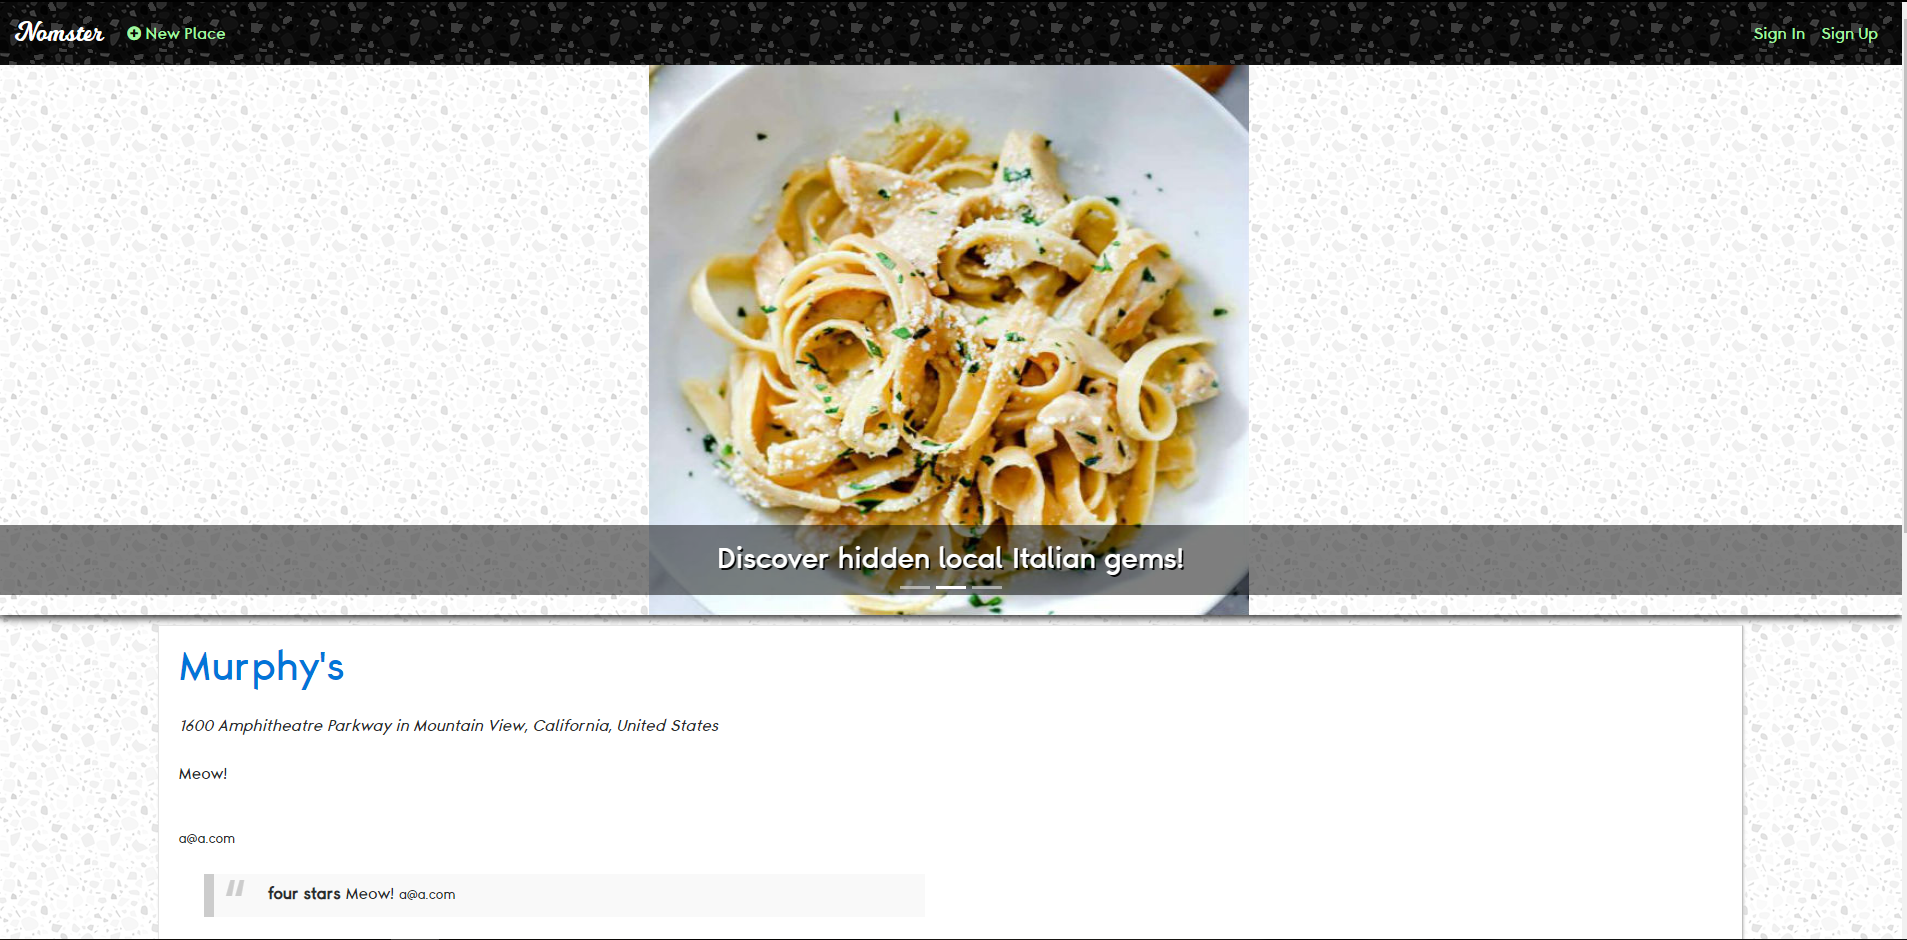 Nomster New Place Sign In Sign Up
Discover hidden local Italian gems!
Murphy's
1600 Amphitheatre Parkway in Mountain View, California, United States
Meow!
a@a.com
" four stars Meow! a@a.com